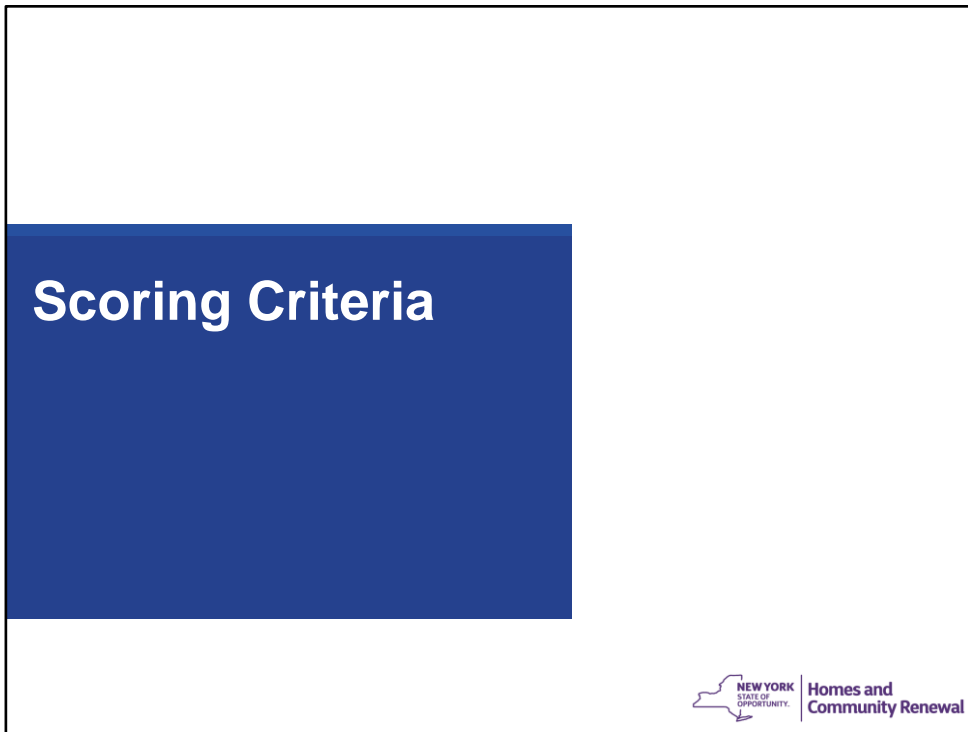 Scoring Criteria
NEW YORK
STATE OF
OPPORTUNITY.
Homes and
Community Renewal